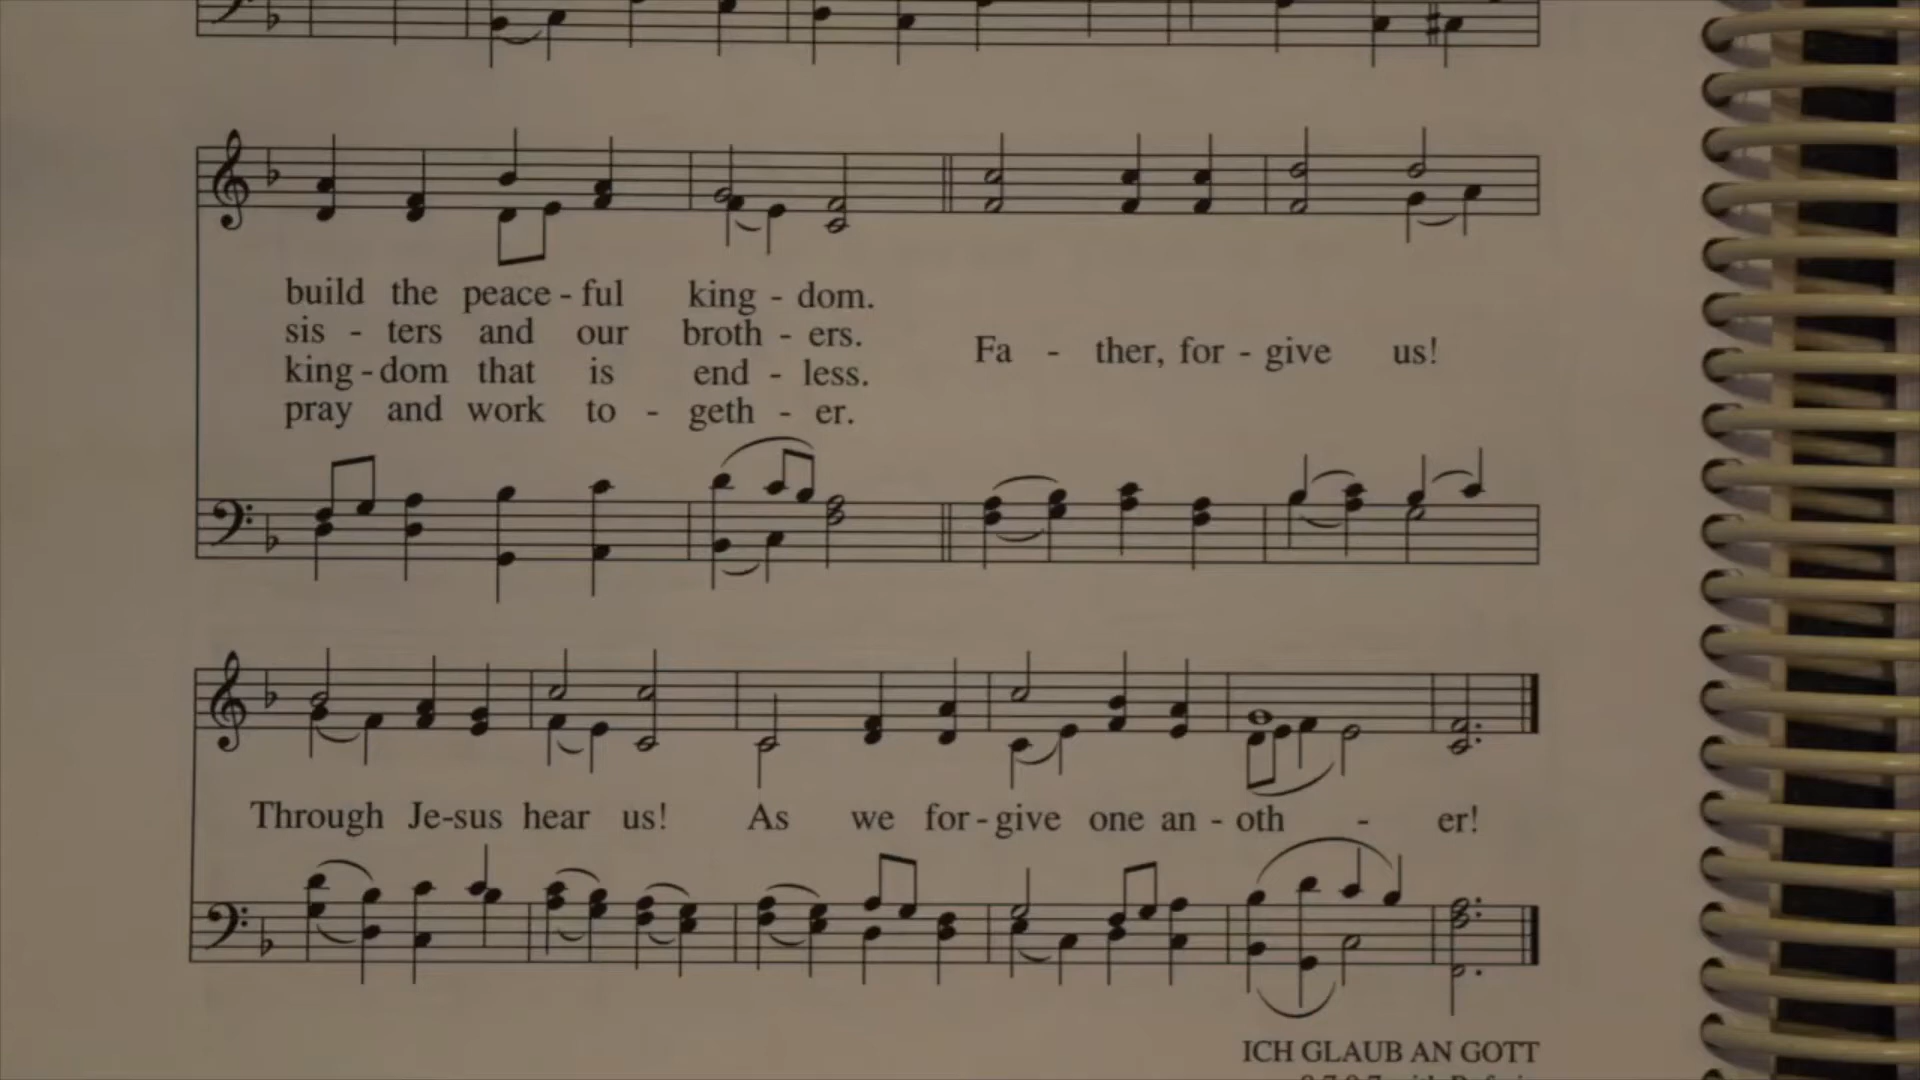 build the peace - ful king - dom.
sis - ters and our broth - ers.
Fa - ther, for - give us!
king - dom that is end - less.
pray and work to - geth - er.
Through Je-sus hear us! As we for - give one an - oth - er!
ICH GLAUB AN GOTT